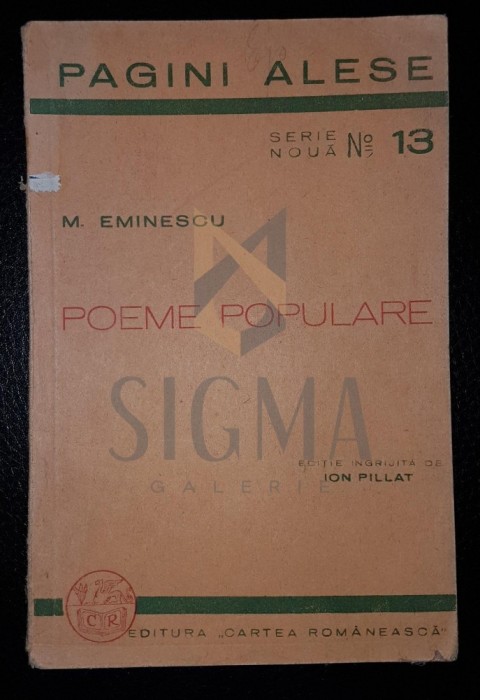 PAGINI ALESE
SERIE
NOUĂ No 13
M. EMINESCU
POEME POPULARE
SIGMA
GALERIE
EDIȚIE INGRIJITĂ DE
ION PILLAT
C R
EDITURA „CARTEA ROMÂNEASCĂ"